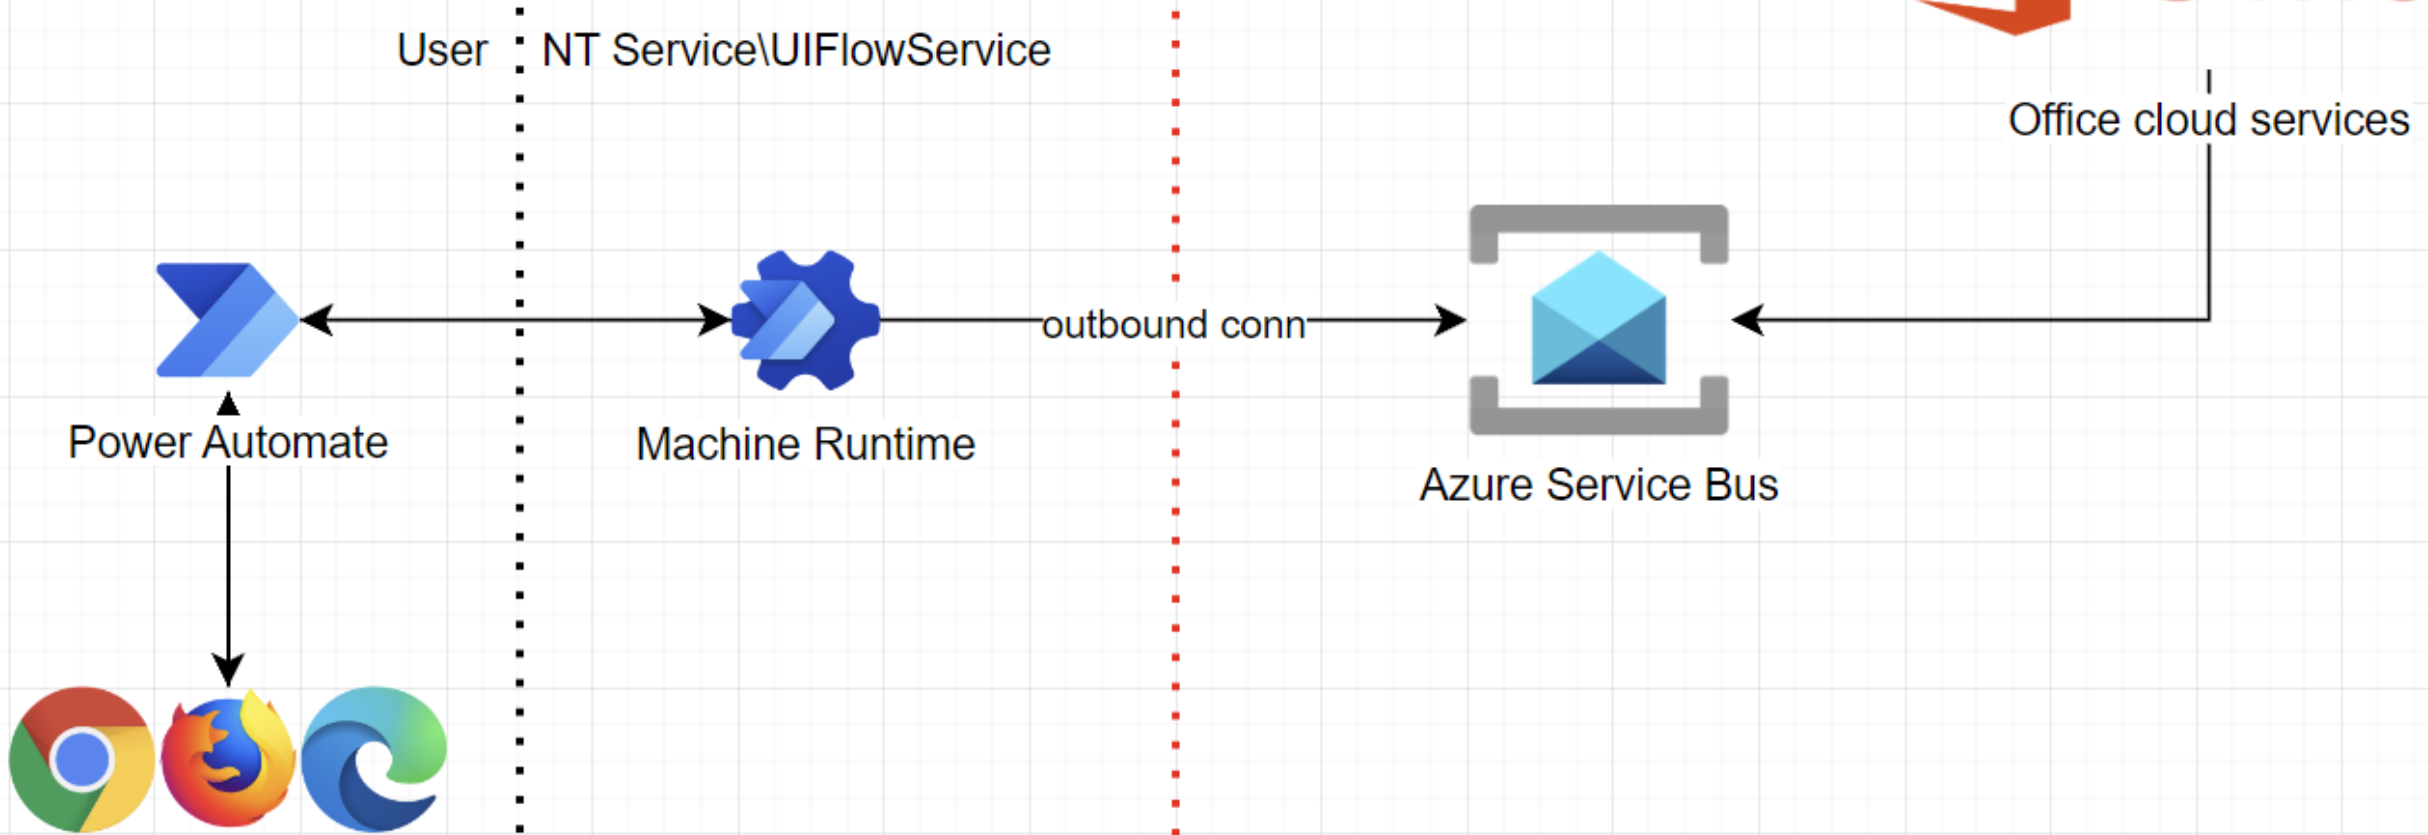 User
NT Service\UIFlowService
Office cloud services
outbound conn
Power Automate
Machine Runtime
Azure Service Bus